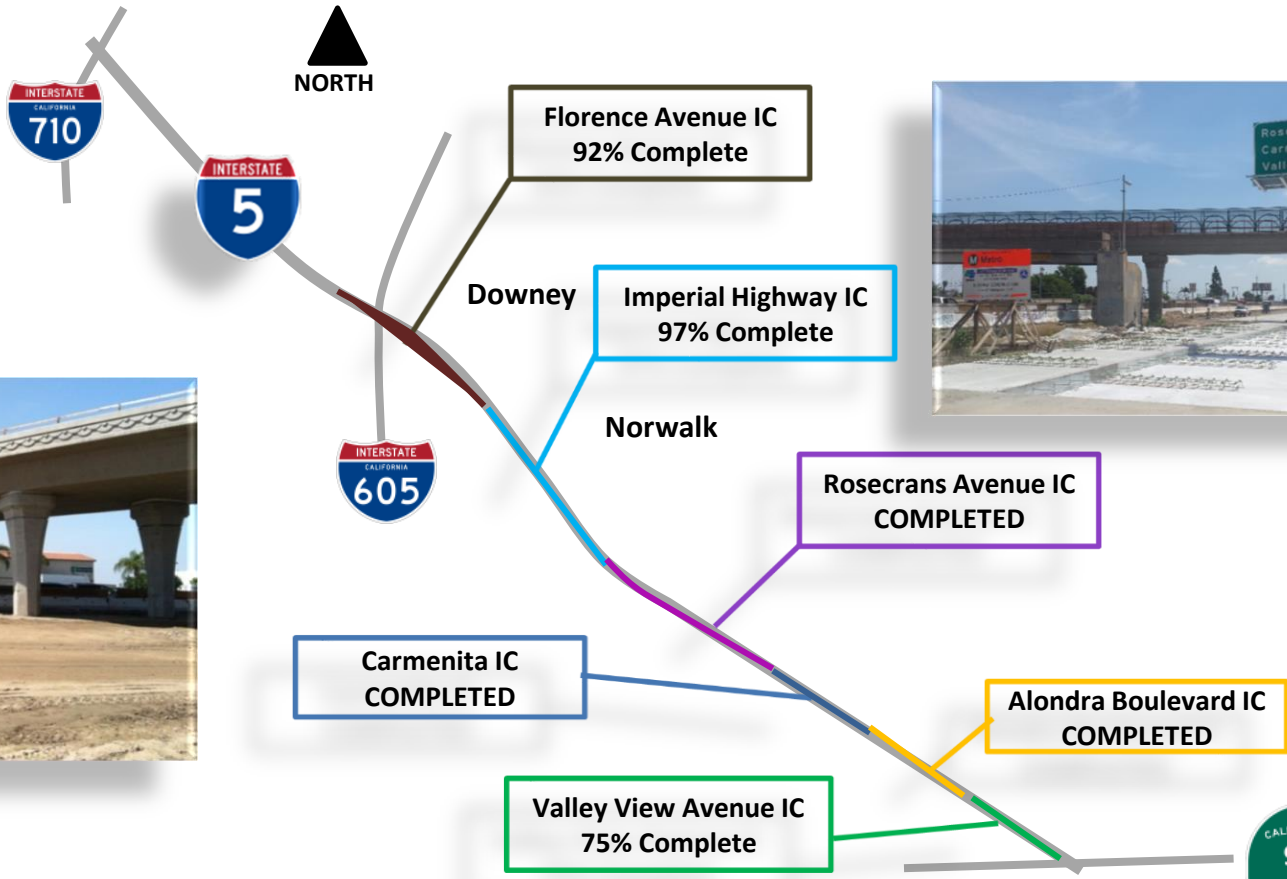 NORTH
INTERSTATE
CALIFORNIA
710
INTERSTATE
5
Florence Avenue IC
92% Complete
Downey
Imperial Highway IC
97% Complete
Metro
Norwalk
INTERSTATE
CALIFORNIA
605
Rosecrans Avenue IC
COMPLETED
Carmenita IC
COMPLETED
Alondra Boulevard IC
COMPLETED
Valley View Avenue IC
75% Complete